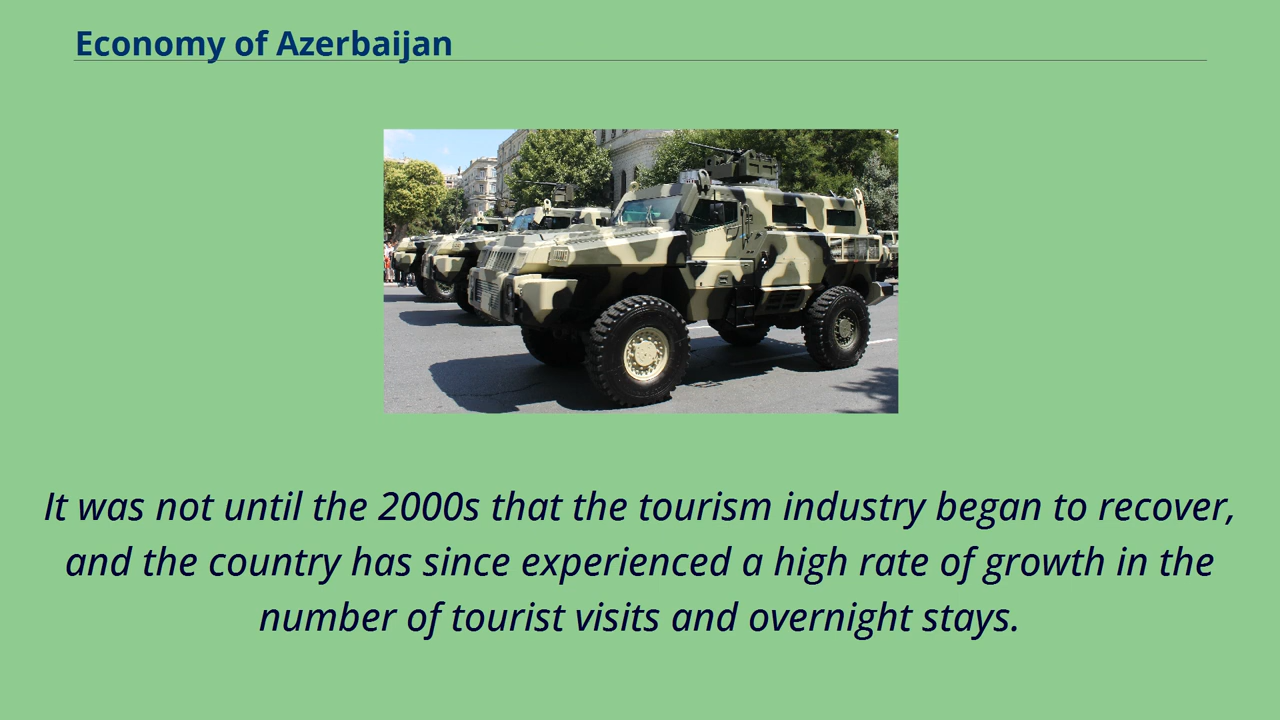 Economy of Azerbaijan
It was not until the 2000s that the tourism industry began to recover,
and the country has since experienced a high rate of growth in the
number of tourist visits and overnight stays.